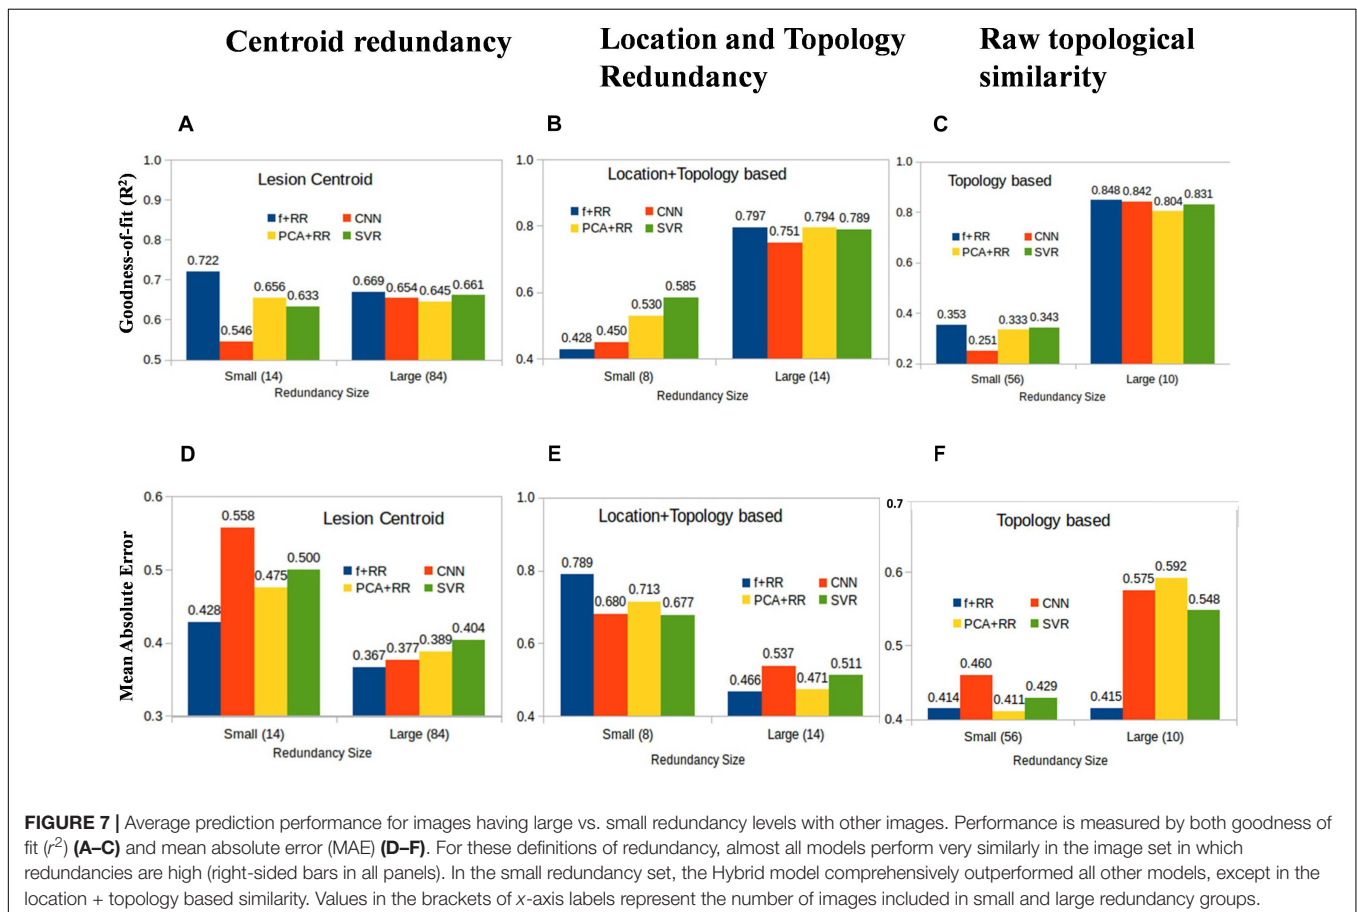 Centroid redundancy
Location and Topology
Redundancy
Raw topological
similarity
A
Goodness-of-fit (R²)
1.0
0.9
0.8
0.7
0.6
0.5
Lesion Centroid
f+RR CNN
PCA+RR SVR
0.722
0.546
0.656
0.633
0.669
0.654
0.645
0.661
Small (14) Large (84)
Redundancy Size
B
1.0
0.8
0.6
0.4
Location+Topology based
f+RR CNN
PCA+RR SVR
0.428
0.450
0.530
0.585
0.797
0.751
0.794
0.789
Small (8) Large (14)
Redundancy Size
C
1.0
0.8
0.6
0.4
0.2
Topology based
f+RR CNN
PCA+RR SVR
0.353
0.251
0.333
0.343
0.848
0.842
0.804
0.831
Small (56) Large (10)
Redundancy Size
D
Mean Absolute Error
0.6
0.5
0.4
0.3
Lesion Centroid
f+RR CNN
PCA+RR SVR
0.428
0.558
0.475
0.500
0.367
0.377
0.389
0.404
Small (14) Large (84)
Redundancy Size
E
1.0
0.8
0.6
0.4
Location+Topology based
f+RR CNN
PCA+RR SVR
0.789
0.680
0.713
0.677
0.466
0.537
0.471
0.511
Small (8) Large (14)
Redundancy Size
F
0.7
0.6
0.5
0.4
Topology based
f+RR CNN
PCA+RR SVR
0.414
0.460
0.411
0.429
0.415
0.575
0.592
0.548
Small (56) Large (10)
Redundancy Size
FIGURE 7 | Average prediction performance for images having large vs. small redundancy levels with other images. Performance is measured by both goodness of
fit (r²) (A–C) and mean absolute error (MAE) (D–F). For these definitions of redundancy, almost all models perform very similarly in the image set in which
redundancies are high (right-sided bars in all panels). In the small redundancy set, the Hybrid model comprehensively outperformed all other models, except in the
location + topology based similarity. Values in the brackets of x-axis labels represent the number of images included in small and large redundancy groups.